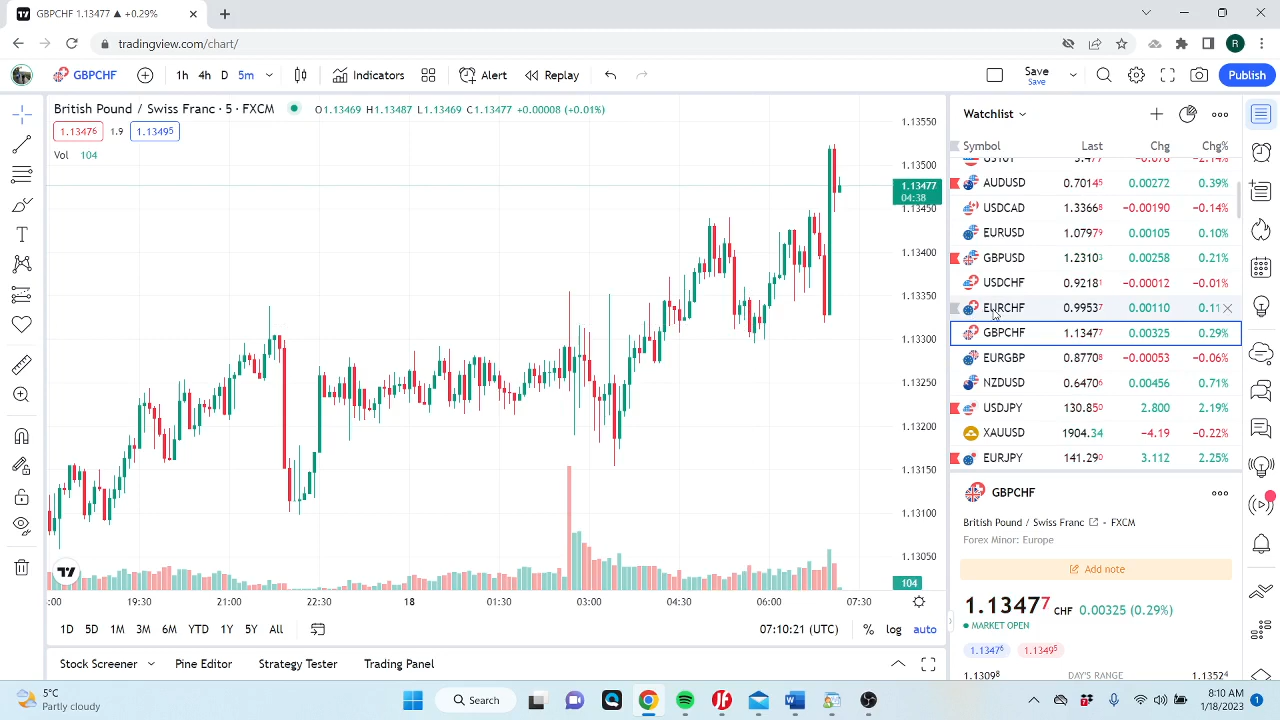 GBPCHF 1.13477 ▲ +0.29%
tradingview.com/chart/
R
GBPCHF 1h 4h D 5m Indicators Alert Replay Save Save Publish
British Pound / Swiss Franc · 5 · FXCM O1.13469 H1.13487 L1.13469 C1.13477 +0.00008 (+0.01%)
1.13476 1.9 1.13495
Vol 104
1.13550
1.13500
1.13477
04:38
1.13450
1.13400
1.13350
1.13300
1.13250
1.13200
1.13150
1.13100
1.13050
104
:00 19:30 21:00 22:30 18 01:30 03:00 04:30 06:00 07:30
1D 5D 1M 3M 6M YTD 1Y 5Y All 07:10:21 (UTC) % log auto
Stock Screener Pine Editor Strategy Tester Trading Panel
Watchlist
Symbol Last Chg Chg%
AUDUSD 0.70145 0.00272 0.39%
USDCAD 1.33668 −0.00190 −0.14%
EURUSD 1.07979 0.00105 0.10%
GBPUSD 1.23103 0.00258 0.21%
USDCHF 0.92181 −0.00012 −0.01%
EURCHF 0.99537 0.00110 0.11
GBPCHF 1.13477 0.00325 0.29%
EURGBP 0.87708 −0.00053 −0.06%
NZDUSD 0.64706 0.00456 0.71%
USDJPY 130.850 2.800 2.19%
XAUUSD 1904.34 −4.19 −0.22%
EURJPY 141.290 3.112 2.25%
GBPCHF
British Pound / Swiss Franc - FXCM
Forex Minor: Europe
Add note
1.13477 CHF 0.00325 (0.29%)
MARKET OPEN
1.13476 1.13495
1.13098 DAY'S RANGE 1.13524
5°C
Partly cloudy
Search
8:10 AM
1/18/2023
1